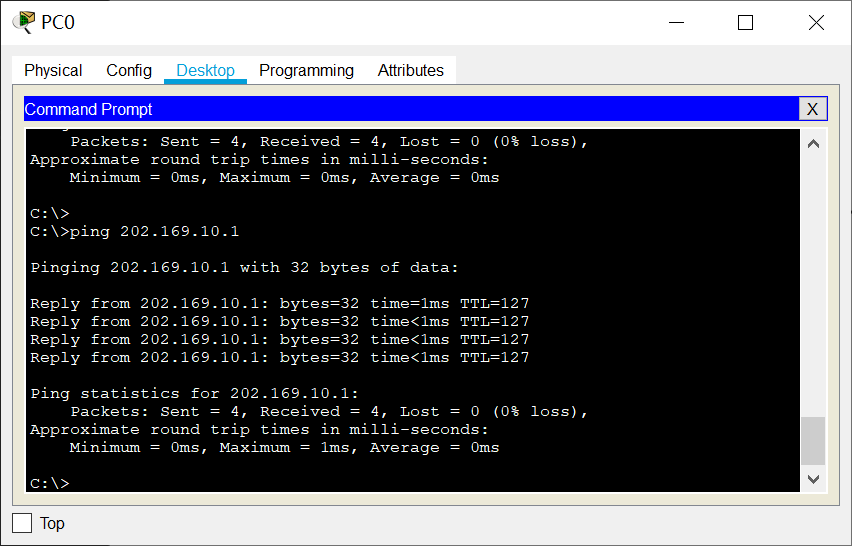 PC0
Physical Config Desktop Programming Attributes
Command Prompt X
    Packets: Sent = 4, Received = 4, Lost = 0 (0% loss),
Approximate round trip times in milli-seconds:
    Minimum = 0ms, Maximum = 0ms, Average = 0ms
C:\>
C:\>ping 202.169.10.1
Pinging 202.169.10.1 with 32 bytes of data:
Reply from 202.169.10.1: bytes=32 time=1ms TTL=127
Reply from 202.169.10.1: bytes=32 time<1ms TTL=127
Reply from 202.169.10.1: bytes=32 time<1ms TTL=127
Reply from 202.169.10.1: bytes=32 time<1ms TTL=127
Ping statistics for 202.169.10.1:
    Packets: Sent = 4, Received = 4, Lost = 0 (0% loss),
Approximate round trip times in milli-seconds:
    Minimum = 0ms, Maximum = 1ms, Average = 0ms
C:\>
Top